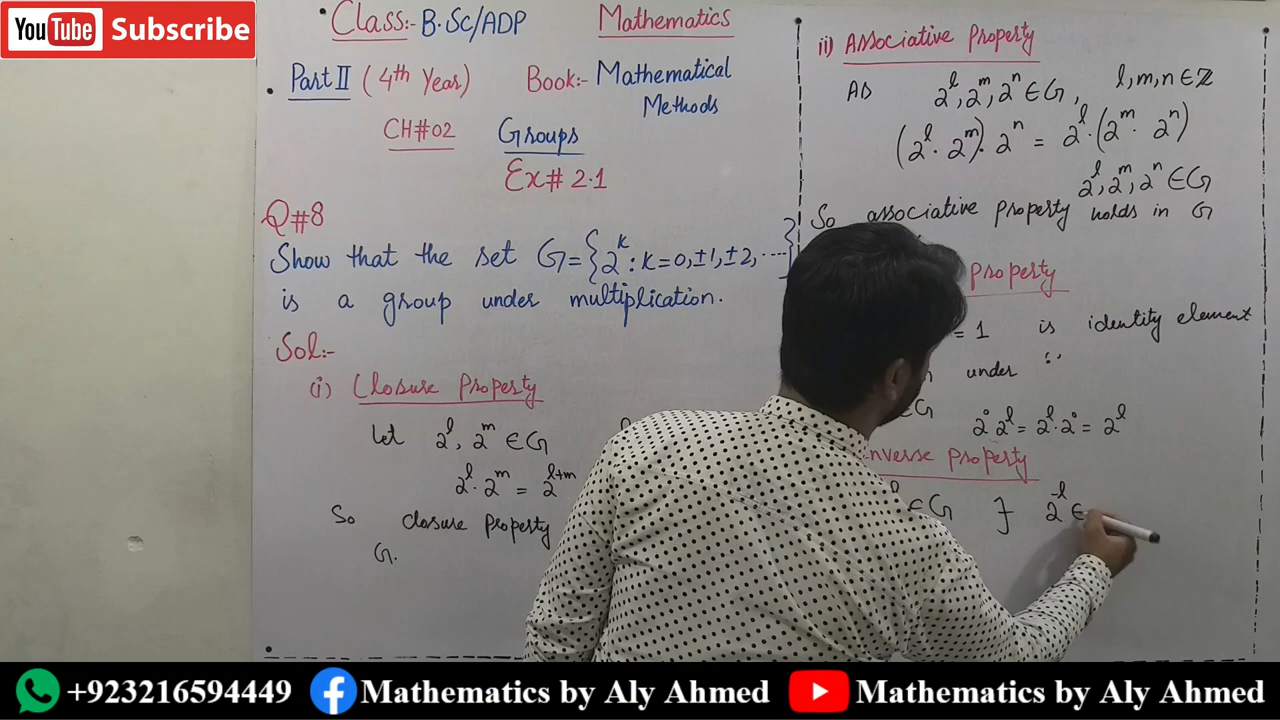 YouTube Subscribe
Class:- B.Sc/ADP Mathematics
Part II (4th Year) Book:- Mathematical
Methods
CH#02 Groups
Ex# 2.1
Q#8
Show that the set G={2^k : k=0,±1,±2,....}
is a group under multiplication.
Sol:-
(i) Closure Property
Let 2^l, 2^m ∈ G
2^l . 2^m = 2^{l+m}
So closure Property
G.
ii) Associative Property
As 2^l, 2^m, 2^n ∈ G, l,m,n ∈ ℤ
(2^l . 2^m). 2^n = 2^l . (2^m . 2^n)
2^l, 2^m, 2^n ∈ G
So associative property holds in G
Property
= 1 is identity element
under '.'
∈ G
2^0 2^l = 2^l . 2^0 = 2^l
Inverse Property
∈ G ∃ 2^{-l} ∈
+923216594449 Mathematics by Aly Ahmed Mathematics by Aly Ahmed